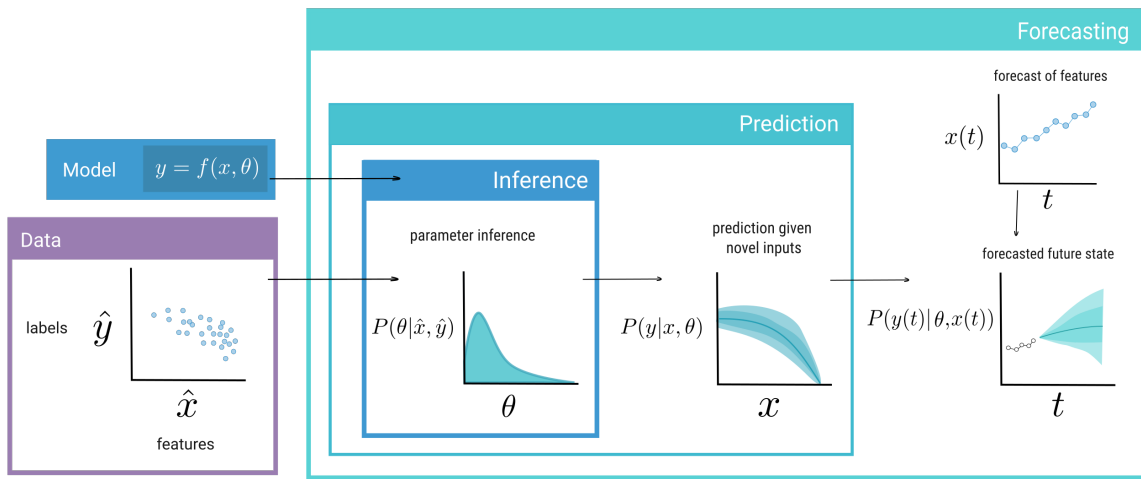 Forecasting
forecast of features
x(t)
t
Prediction
Model
y = f(x, θ)
Inference
Data
parameter inference
prediction given
novel inputs
forecasted future state
labels
ŷ
P(θ|x̂, ŷ)
P(y|x, θ)
P(y(t)| θ,x(t))
x̂
θ
x
t
features